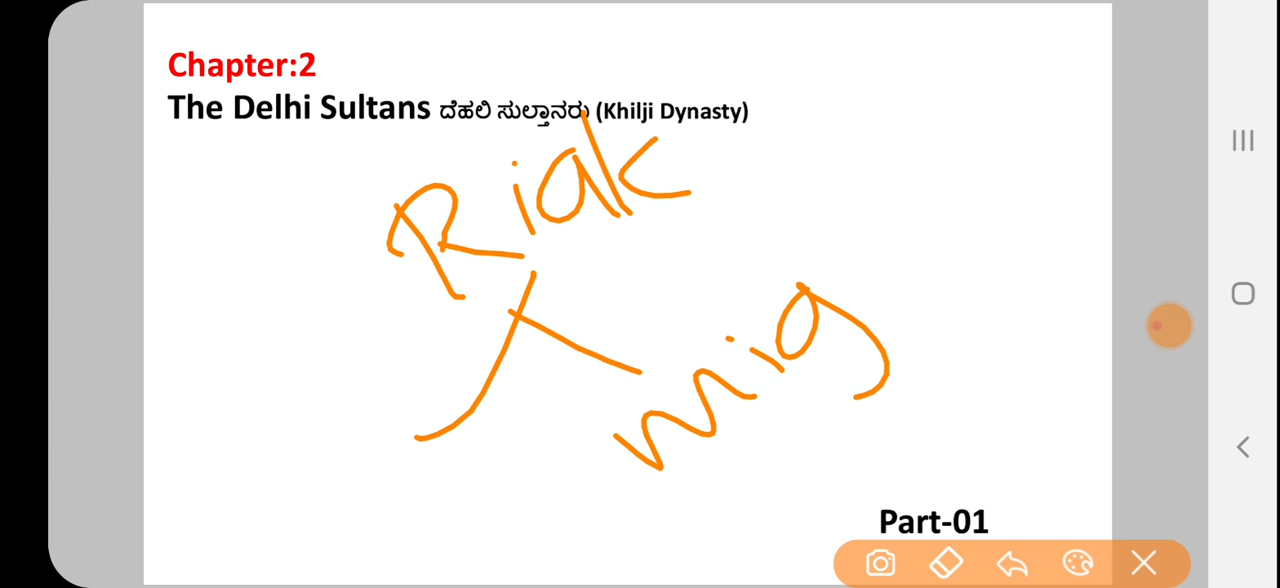 Chapter:2
The Delhi Sultans ದೆಹಲಿ ಸುಲ್ತಾನರು (Khilji Dynasty)
Riak
mig
Part-01